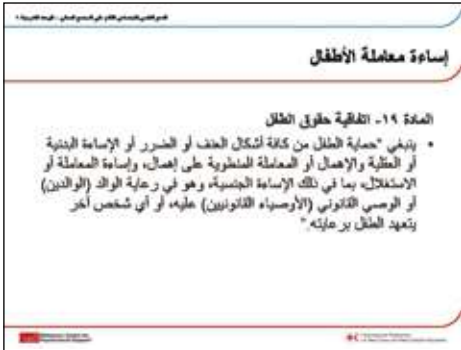 إساءة معاملة الأطفال
المادة ١٩- اتفاقية حقوق الطفل
• ينبغي "حماية الطفل من كافة أشكال العنف أو الضرر أو الإساءة البدنية
أو العقلية والإهمال أو المعاملة المنطوية على إهمال، وإساءة المعاملة أو
الاستغلال، بما في ذلك الإساءة الجنسية، وهو في رعاية الوالد (الوالدين)
أو الوصي القانوني (الأوصياء القانونيين) عليه، أو أي شخص آخر
يتعهد الطفل برعايته."